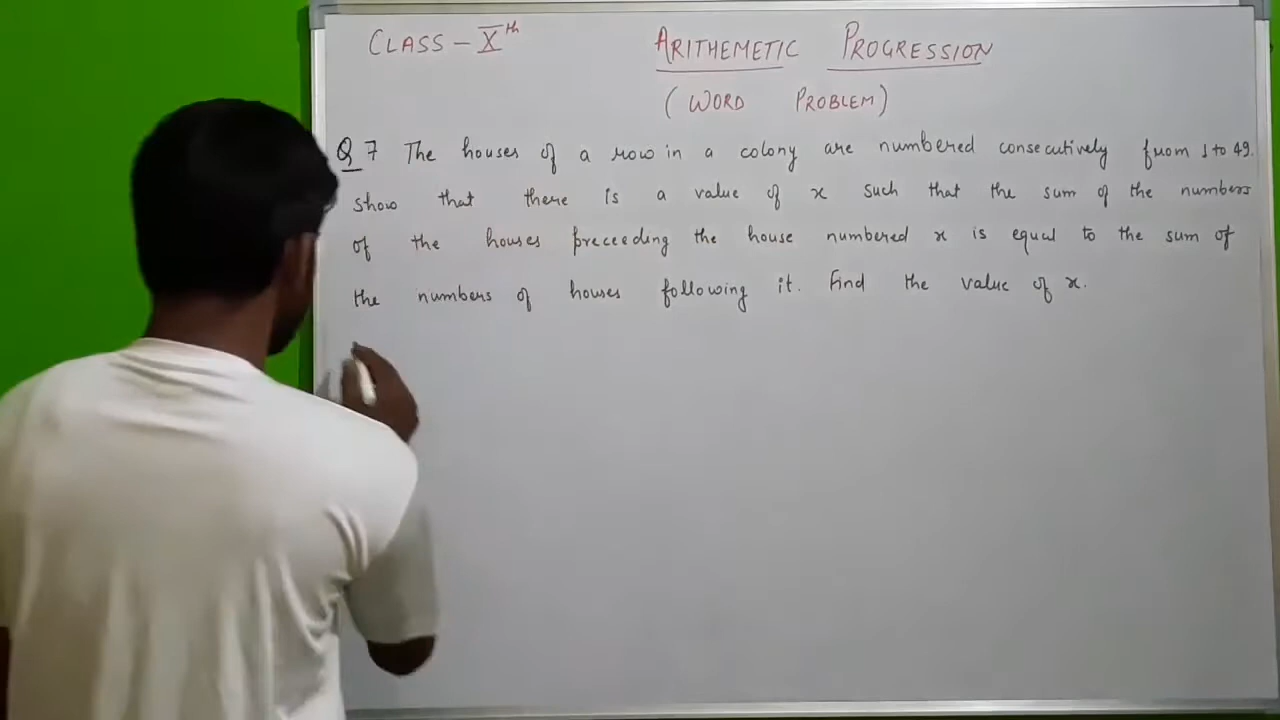 CLASS - Xth
ARITHEMETIC PROGRESSION
(WORD PROBLEM)
Q 7 The houses of a row in a colony are numbered consecutively from 1 to 49.
show that there is a value of x such that the sum of the numbers
of the houses preceeding the house numbered x is equal to the sum of
the numbers of houses following it. Find the value of x.